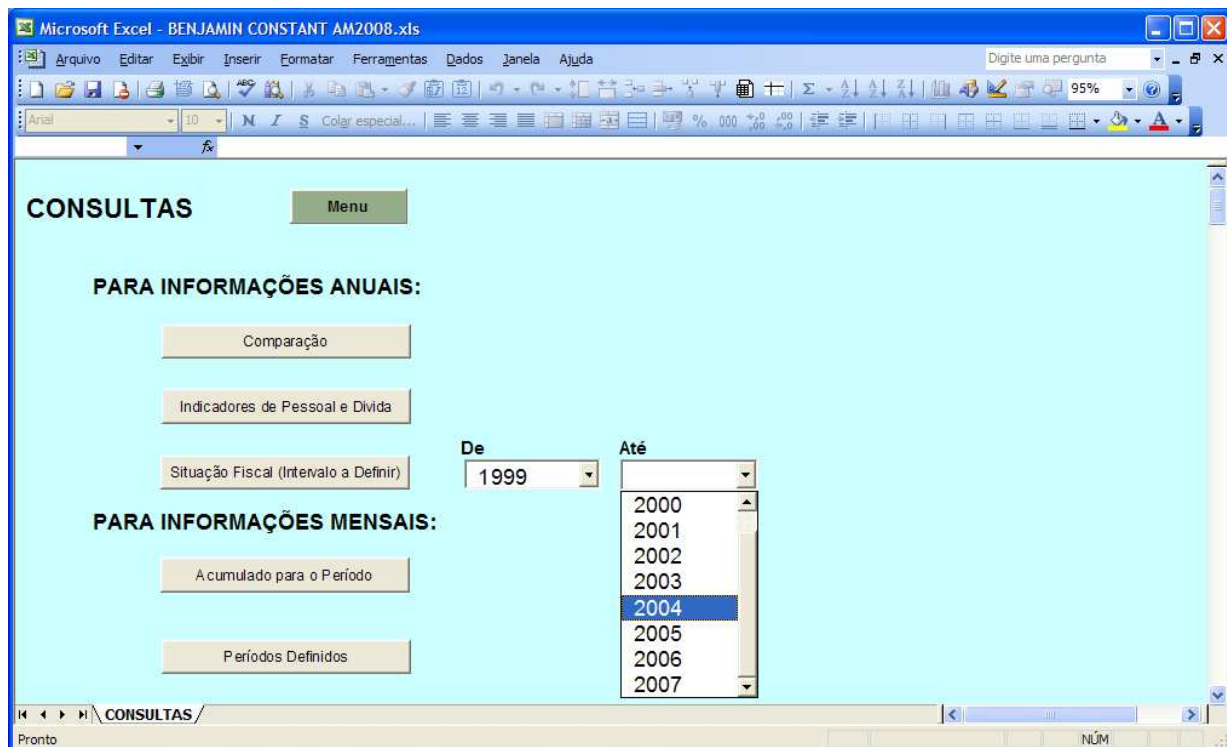 Microsoft Excel - BENJAMIN CONSTANT AM2008.xls
Arquivo Editar Exibir Inserir Formatar Ferramentas Dados Janela Ajuda Digite uma pergunta
95%
Arial 10 N I S Colar especial... % 000
fx
CONSULTAS Menu
PARA INFORMAÇÕES ANUAIS:
Comparação
Indicadores de Pessoal e Divida
De Até
Situação Fiscal (Intervalo a Definir) 1999
2000
PARA INFORMAÇÕES MENSAIS: 2001
2002
Acumulado para o Período 2003
2004
2005
Períodos Definidos 2006
2007
CONSULTAS
Pronto NÚM